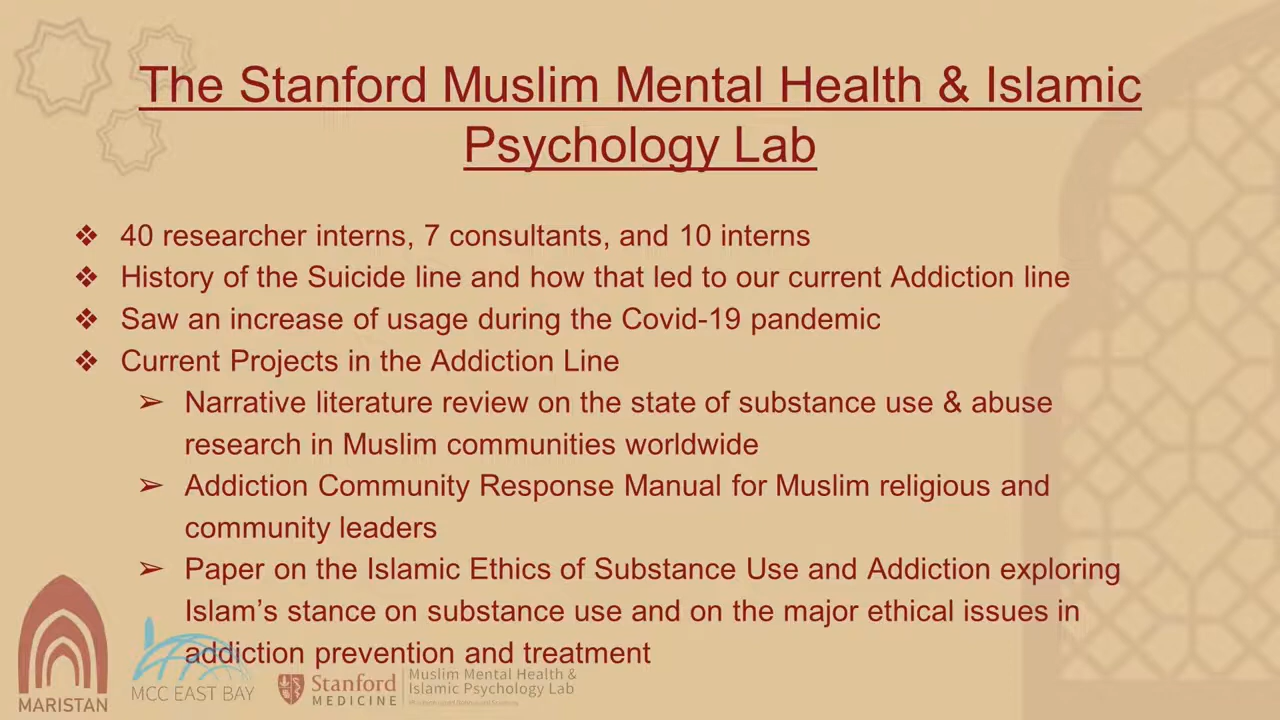 The Stanford Muslim Mental Health & Islamic
Psychology Lab
❖ 40 researcher interns, 7 consultants, and 10 interns
❖ History of the Suicide line and how that led to our current Addiction line
❖ Saw an increase of usage during the Covid-19 pandemic
❖ Current Projects in the Addiction Line
➢ Narrative literature review on the state of substance use & abuse
research in Muslim communities worldwide
➢ Addiction Community Response Manual for Muslim religious and
community leaders
➢ Paper on the Islamic Ethics of Substance Use and Addiction exploring
Islam’s stance on substance use and on the major ethical issues in
addiction prevention and treatment
MARISTAN
MCC EAST BAY
Stanford
MEDICINE
Muslim Mental Health &
Islamic Psychology Lab